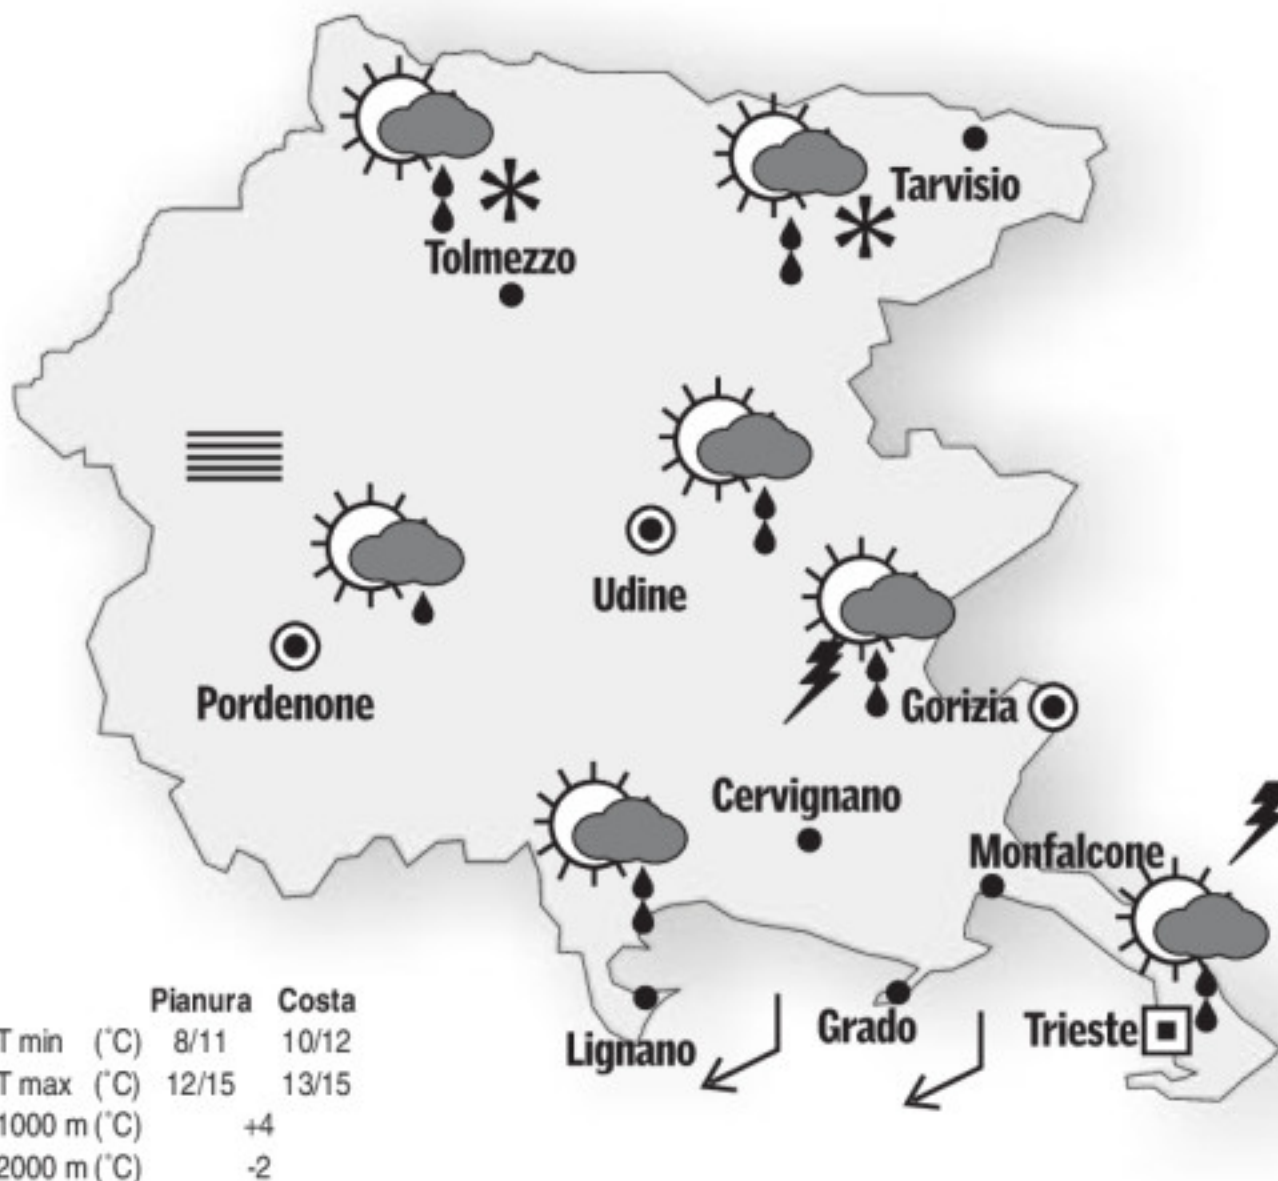 Tarvisio
Tolmezzo
Udine
Pordenone
Gorizia
Cervignano
Monfalcone
Grado
Trieste
Lignano
Pianura Costa
T min (°C) 8/11 10/12
T max (°C) 12/15 13/15
1000 m (°C) +4
2000 m (°C) -2